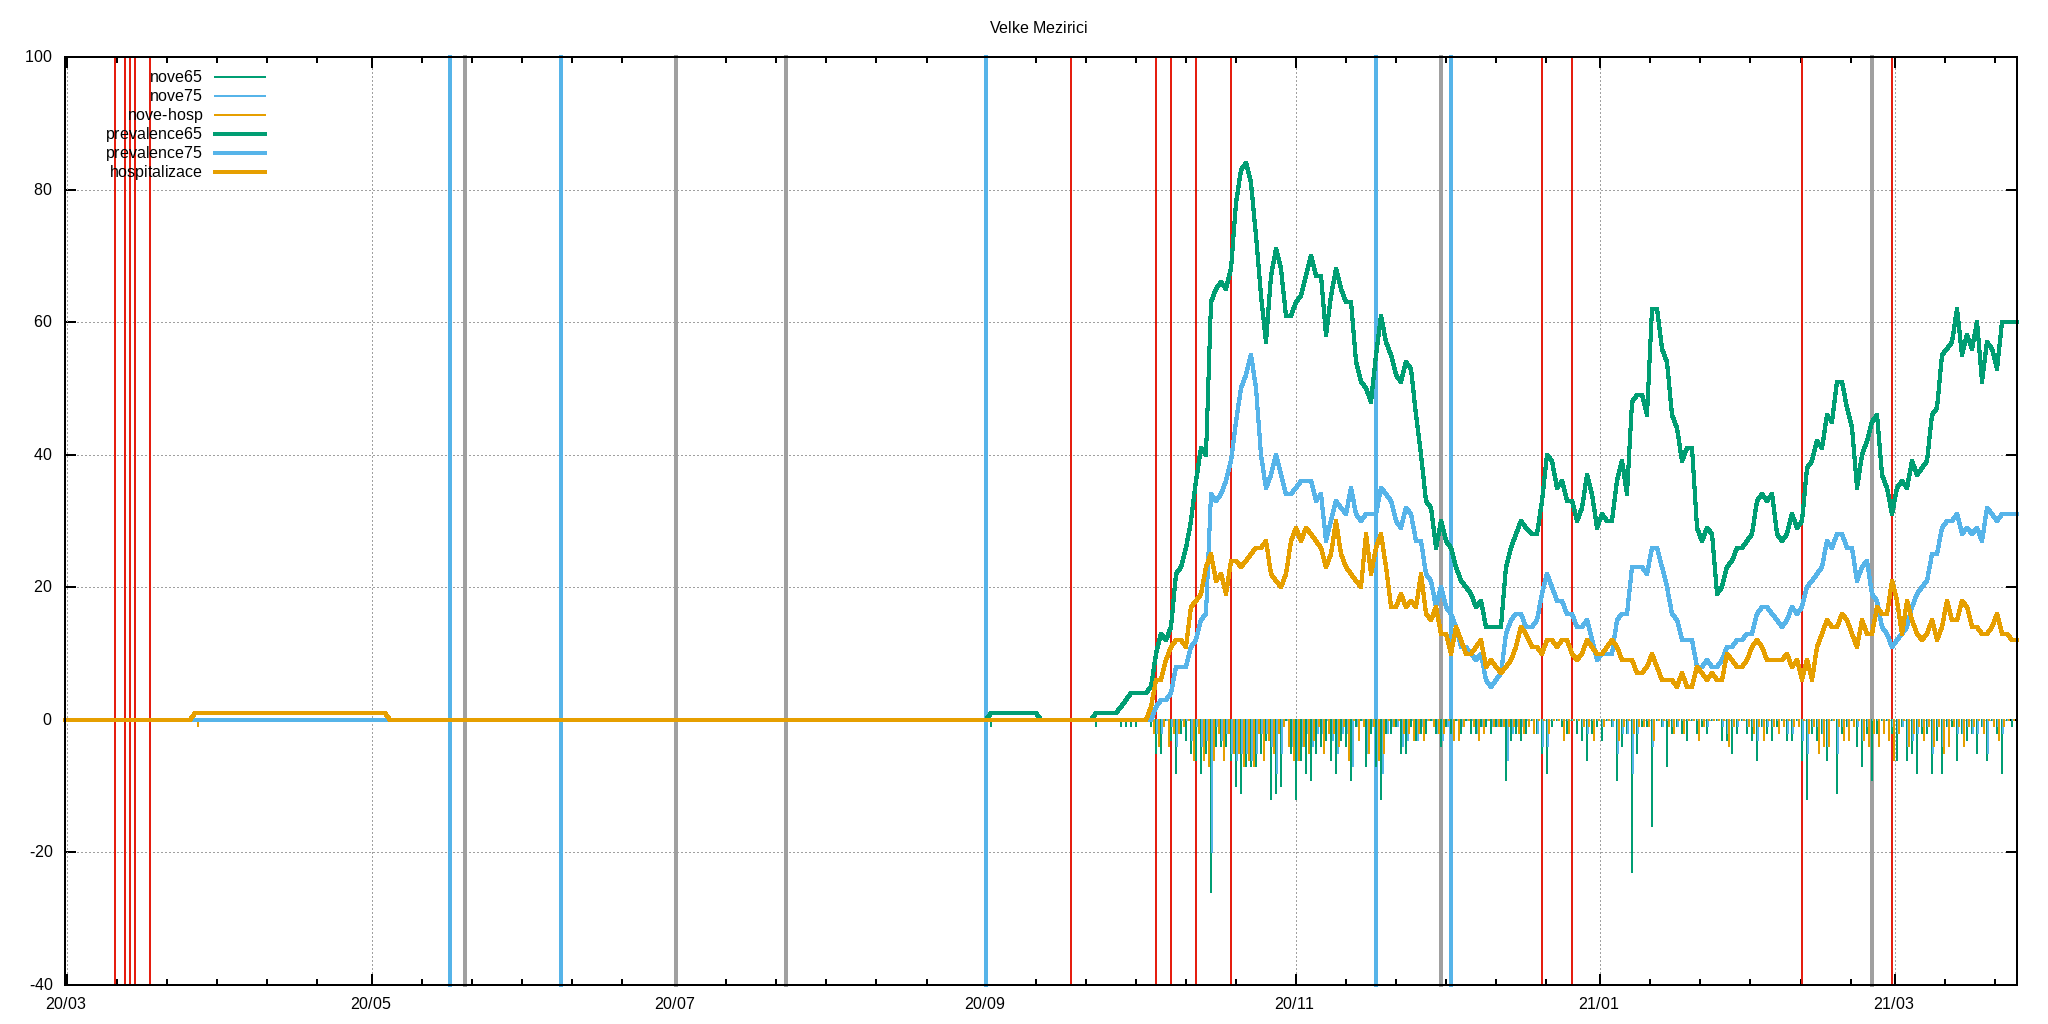 Velke Mezirici
100
80
60
40
20
0
-20
-40
nove65
nove75
nove-hosp
prevalence65
prevalence75
hospitalizace
20/03 20/05 20/07 20/09 20/11 21/01 21/03